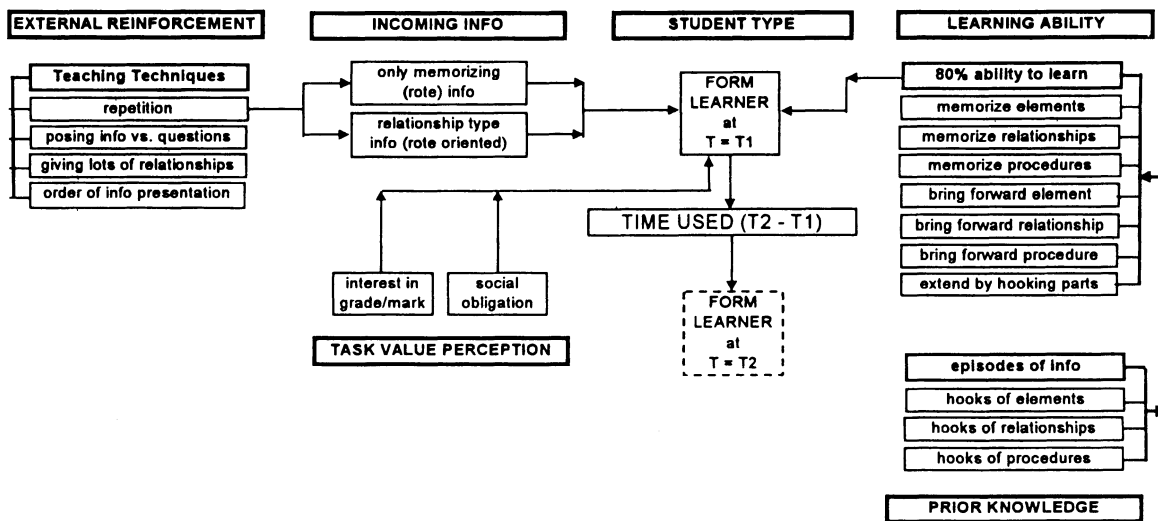 EXTERNAL REINFORCEMENT
INCOMING INFO
STUDENT TYPE
LEARNING ABILITY
Teaching Techniques
repetition
posing info vs. questions
giving lots of relationships
order of info presentation
only memorizing
(rote) info
relationship type
info (rote oriented)
FORM
LEARNER
at
T = T1
TIME USED (T2 - T1)
FORM
LEARNER
at
T = T2
interest in
grade/mark
social
obligation
TASK VALUE PERCEPTION
80% ability to learn
memorize elements
memorize relationships
memorize procedures
bring forward element
bring forward relationship
bring forward procedure
extend by hooking parts
episodes of info
hooks of elements
hooks of relationships
hooks of procedures
PRIOR KNOWLEDGE